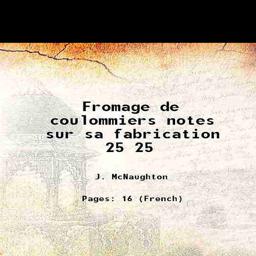 Fromage de
coulommiers notes
sur sa fabrication
25 25
J. McNaughton
Pages: 16 (French)